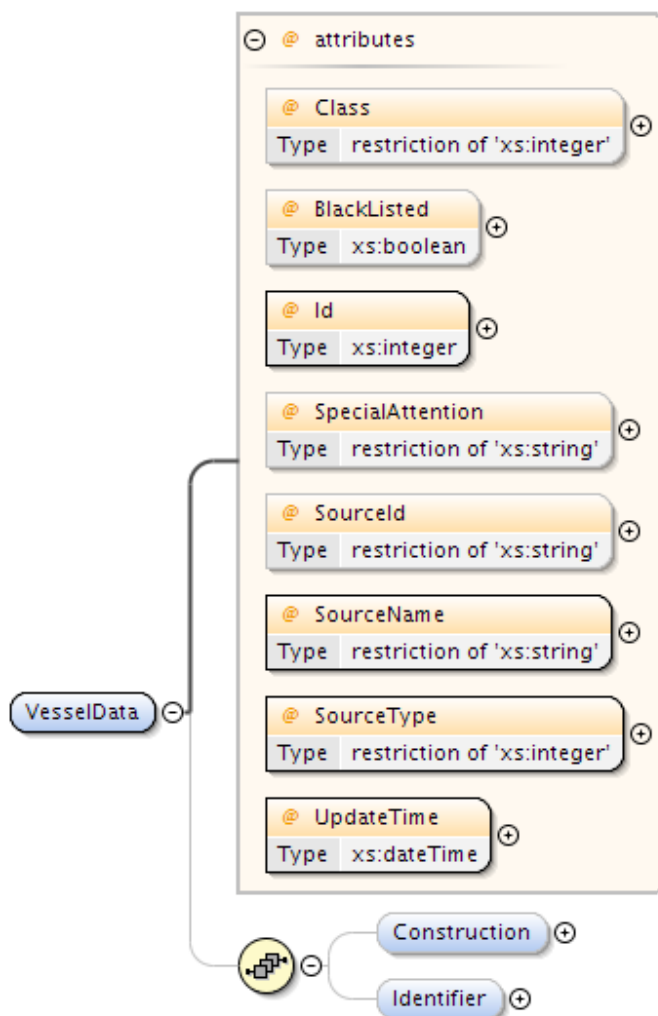 @ attributes
@ Class
Type restriction of 'xs:integer'
@ BlackListed
Type xs:boolean
@ Id
Type xs:integer
@ SpecialAttention
Type restriction of 'xs:string'
@ SourceId
Type restriction of 'xs:string'
@ SourceName
Type restriction of 'xs:string'
@ SourceType
Type restriction of 'xs:integer'
@ UpdateTime
Type xs:dateTime
VesselData
Construction
Identifier